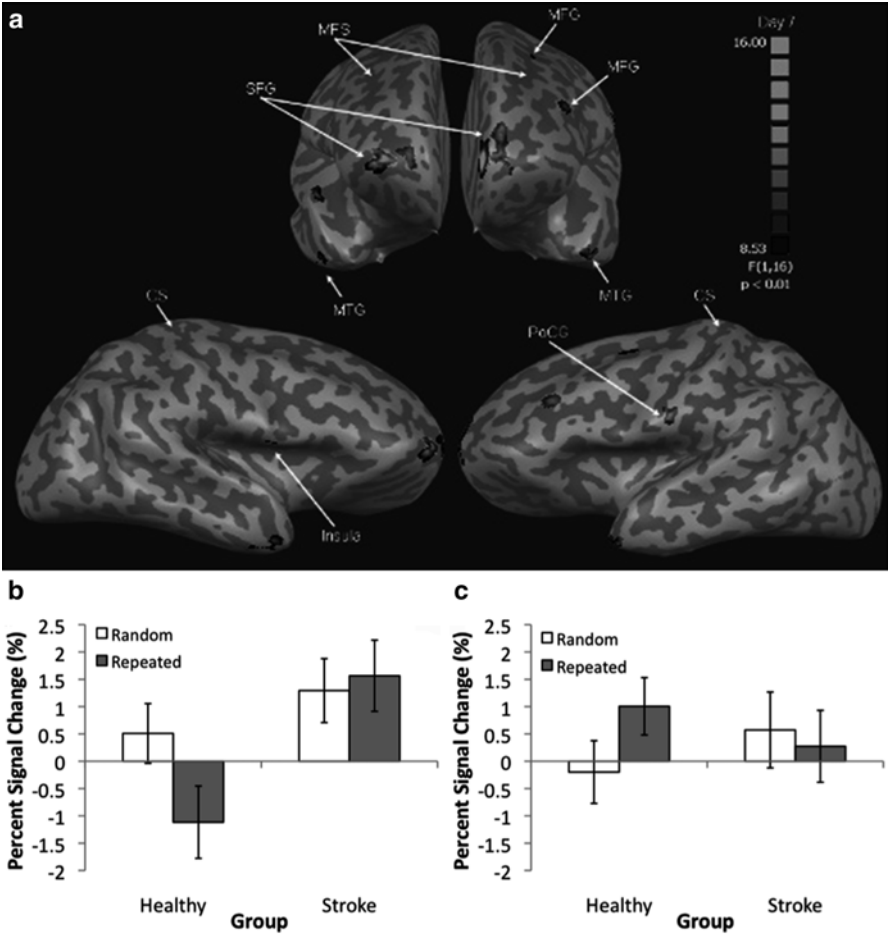 a
MFG
Day 7
MFS
16.00
MFG
SFG
8.53
F(1,16)
p < 0.01
MTG
MTG
CS
CS
PoCG
Insula
b
c
2.5
2
1.5
1
0.5
0
-0.5
-1
-1.5
-2
Percent Signal Change (%)
Random
Repeated
Healthy
Stroke
Group
2.5
2
1.5
1
0.5
0
-0.5
-1
-1.5
-2
Percent Signal Change (%)
Random
Repeated
Healthy
Stroke
Group